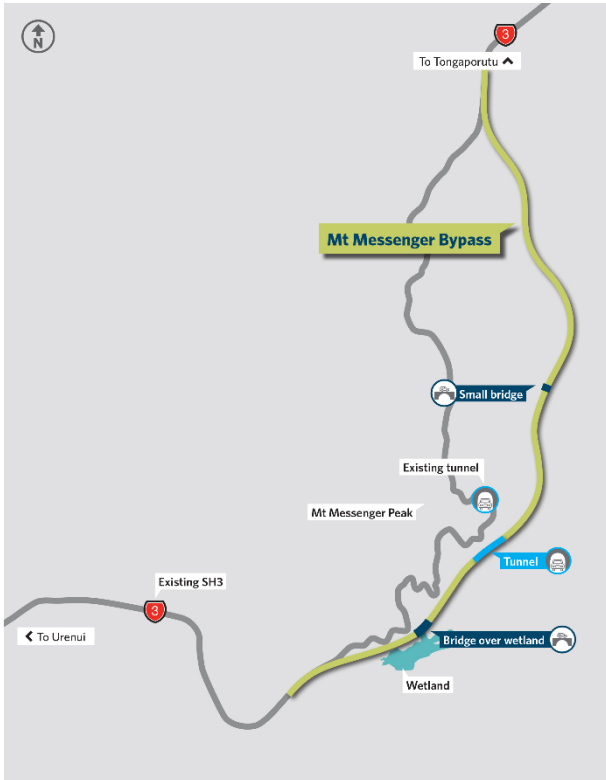 N
3
To Tongaporutu
Mt Messenger Bypass
Small bridge
Existing tunnel
Mt Messenger Peak
Tunnel
Existing SH3
3
To Urenui
Bridge over wetland
Wetland